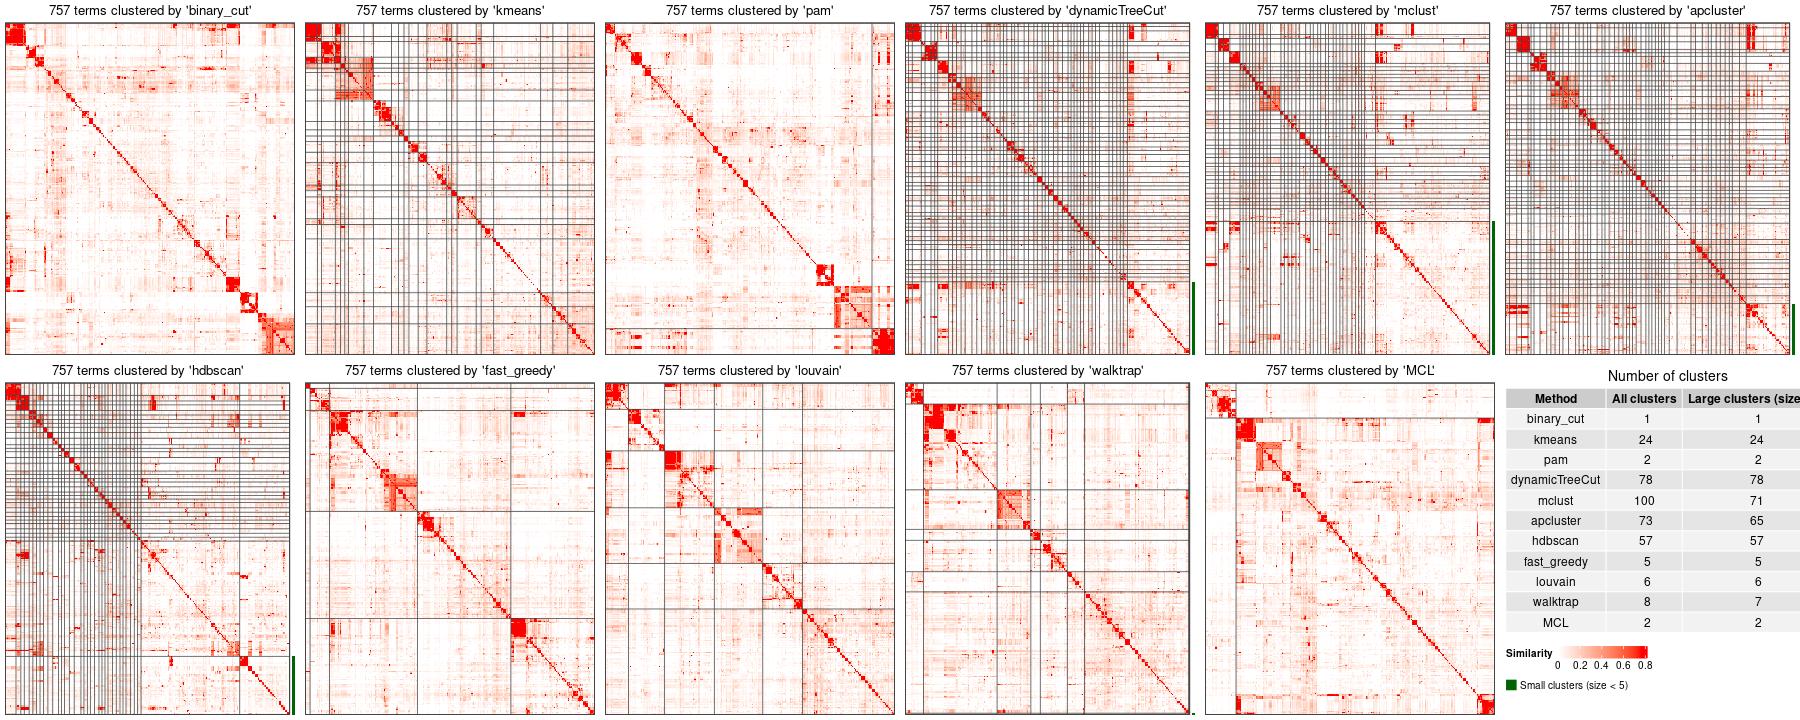 757 terms clustered by 'binary_cut'
757 terms clustered by 'kmeans'
757 terms clustered by 'pam'
757 terms clustered by 'dynamicTreeCut'
757 terms clustered by 'mclust'
757 terms clustered by 'apcluster'
757 terms clustered by 'hdbscan'
757 terms clustered by 'fast_greedy'
757 terms clustered by 'louvain'
757 terms clustered by 'walktrap'
757 terms clustered by 'MCL'
Number of clusters
Method All clusters Large clusters (size
binary_cut 1 1
kmeans 24 24
pam 2 2
dynamicTreeCut 78 78
mclust 100 71
apcluster 73 65
hdbscan 57 57
fast_greedy 5 5
louvain 6 6
walktrap 8 7
MCL 2 2
Similarity
0 0.2 0.4 0.6 0.8
Small clusters (size < 5)